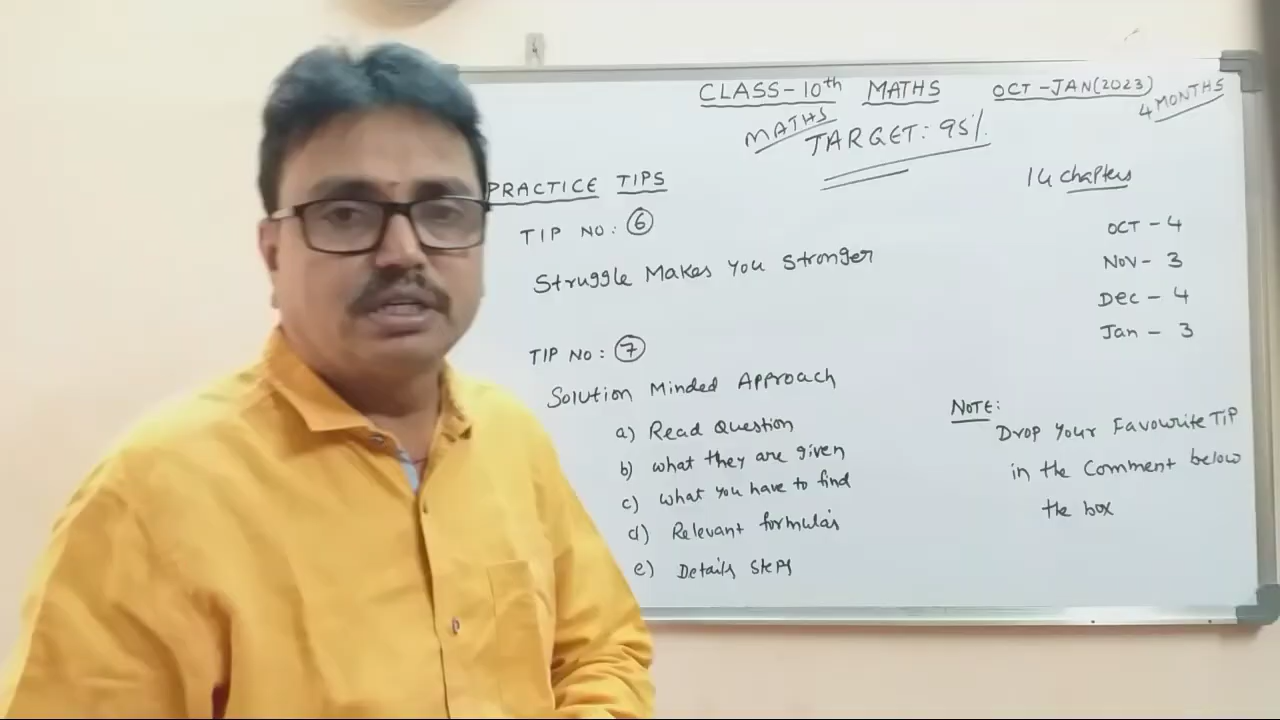 CLASS-10th MATHS OCT-JAN(2023)
4 MONTHS
MATHS
TARGET: 95%
PRACTICE TIPS
TIP NO: 6
Struggle Makes You Stronger
TIP NO: 7
Solution Minded Approach
a) Read Question
b) what they are given
c) what you have to find
d) Relevant formulas
e) Details steps
14 chapters
OCT - 4
Nov - 3
Dec - 4
Jan - 3
NOTE:
Drop Your Favourite TiP
in the Comment below
the box